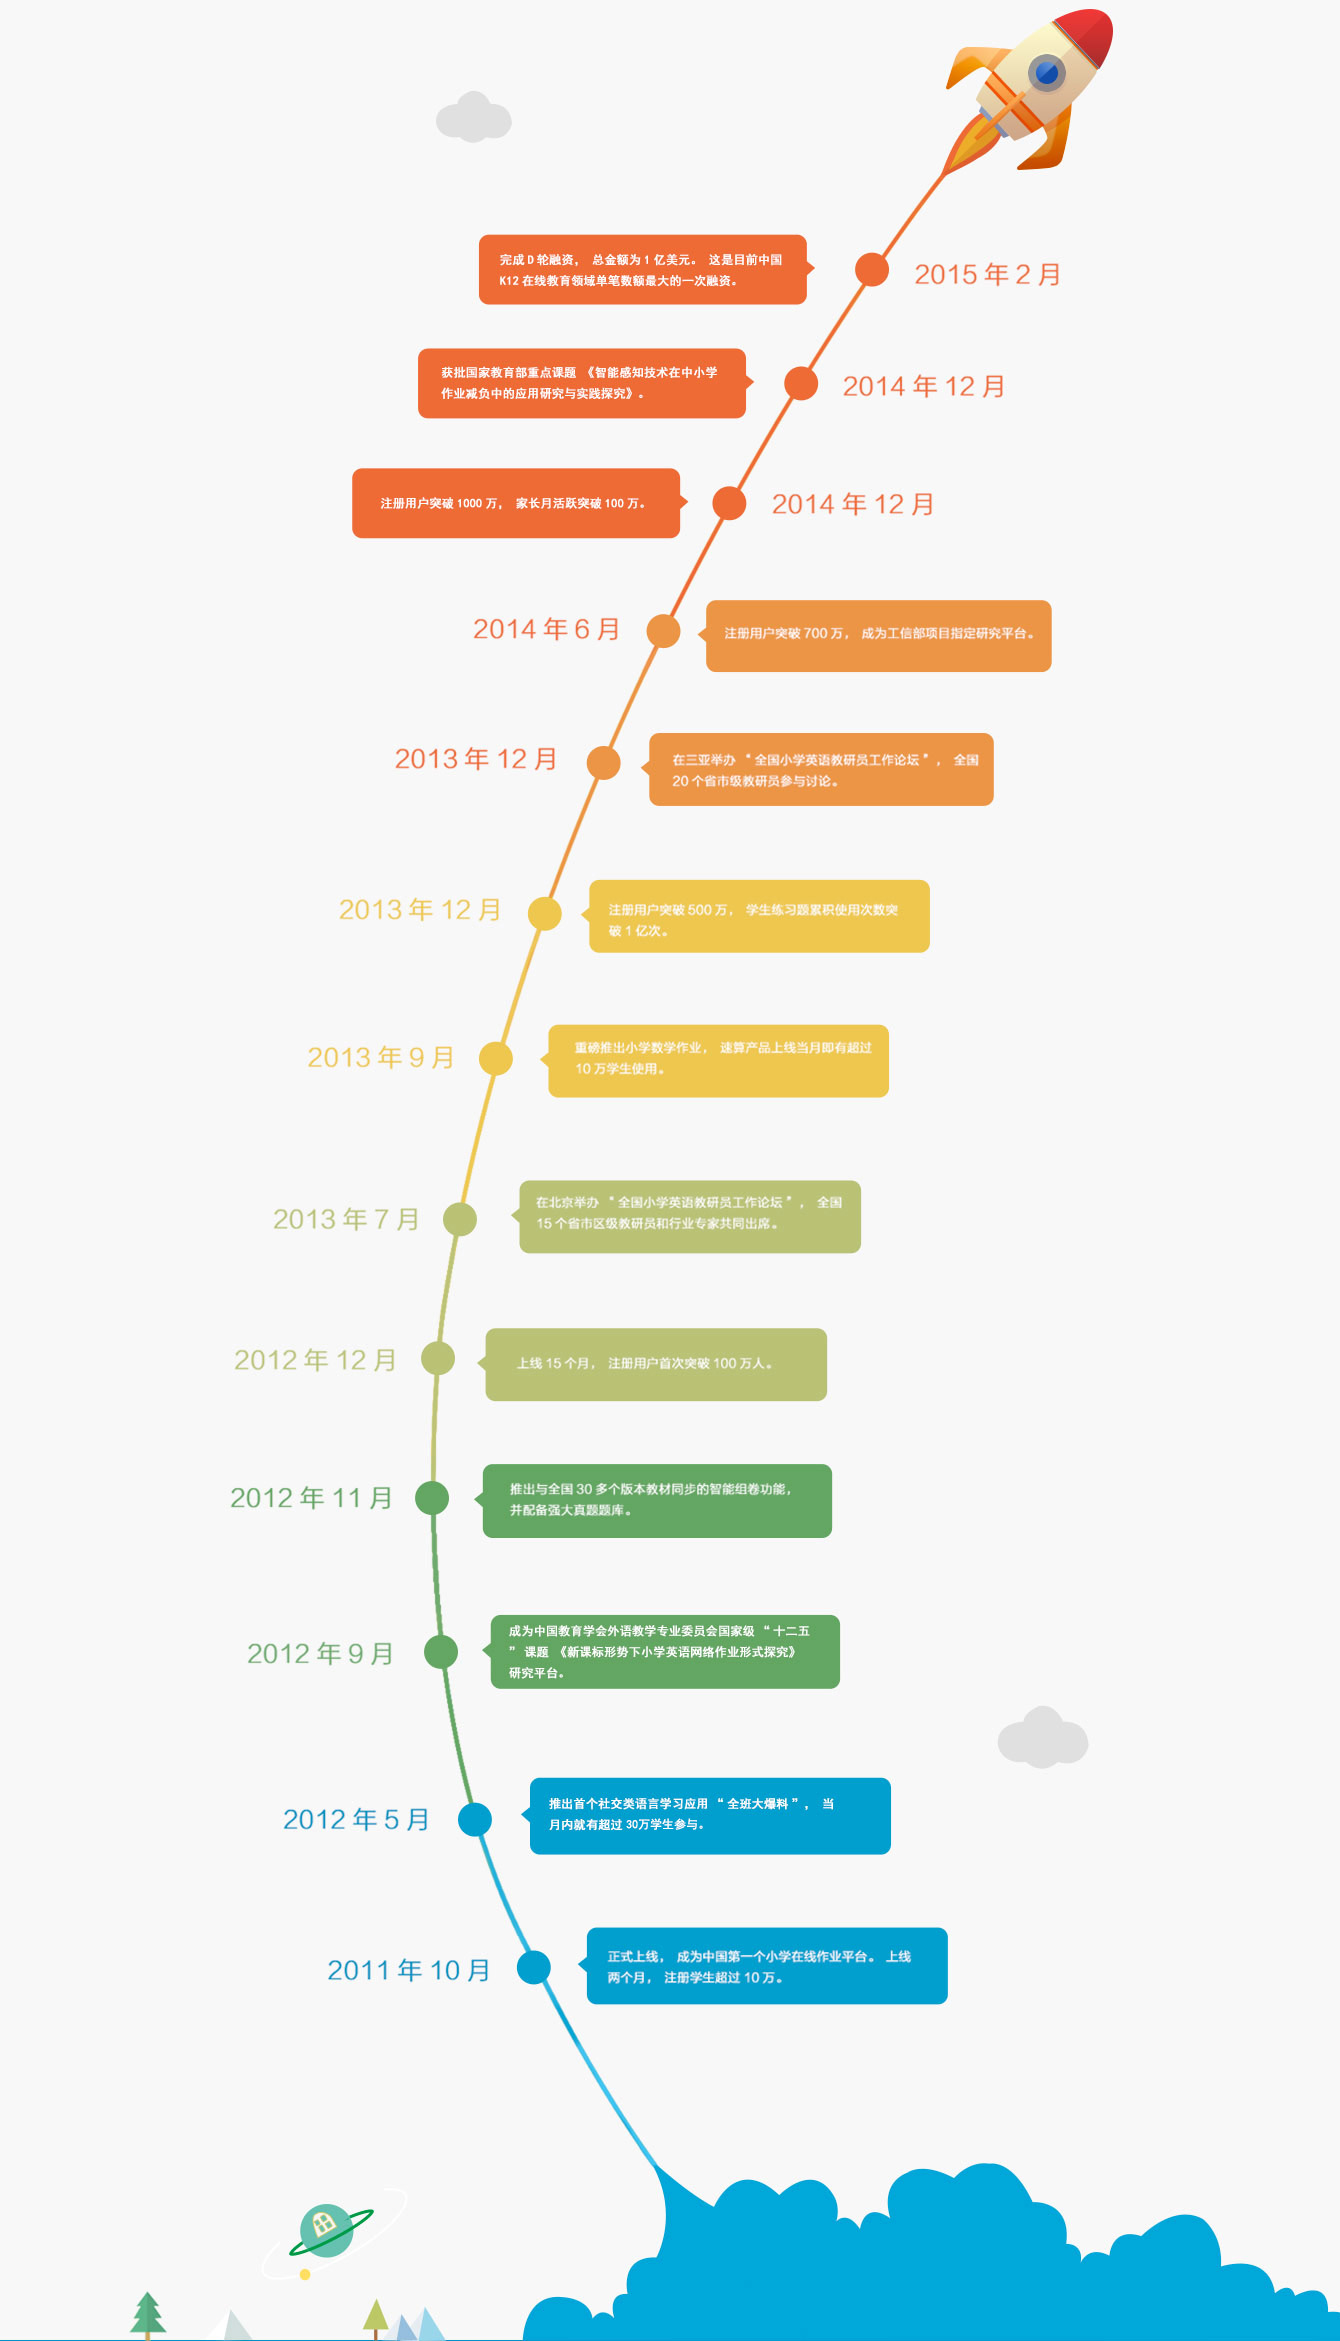 完成 D 轮融资， 总金额为 1 亿美元。 这是目前中国
K12 在线教育领域单笔数额最大的一次融资。
2015 年 2 月
获批国家教育部重点课题 《智能感知技术在中小学
作业减负中的应用研究与实践探究》。
2014 年 12 月
注册用户突破 1000 万， 家长月活跃突破 100 万。
2014 年 12 月
2014 年 6 月
注册用户突破 700 万， 成为工信部项目指定研究平台。
2013 年 12 月
在三亚举办 “ 全国小学英语教研员工作论坛 ”， 全国
20 个省市级教研员参与讨论。
2013 年 12 月
注册用户突破 500 万， 学生练习题累积使用次数突
破 1 亿次。
2013 年 9 月
重磅推出小学数学作业， 速算产品上线当月即有超过
10 万学生使用。
2013 年 7 月
在北京举办 “ 全国小学英语教研员工作论坛 ”， 全国
15 个省市区级教研员和行业专家共同出席。
2012 年 12 月
上线 15 个月， 注册用户首次突破 100 万人。
2012 年 11 月
推出与全国 30 多个版本教材同步的智能组卷功能，
并配备强大真题题库。
2012 年 9 月
成为中国教育学会外语教学专业委员会国家级 “ 十二五
” 课题 《新课标形势下小学英语网络作业形式探究》
研究平台。
2012 年 5 月
推出首个社交类语言学习应用 “ 全班大爆料 ”， 当
月内就有超过 30万学生参与。
2011 年 10 月
正式上线， 成为中国第一个小学在线作业平台。 上线
两个月， 注册学生超过 10 万。